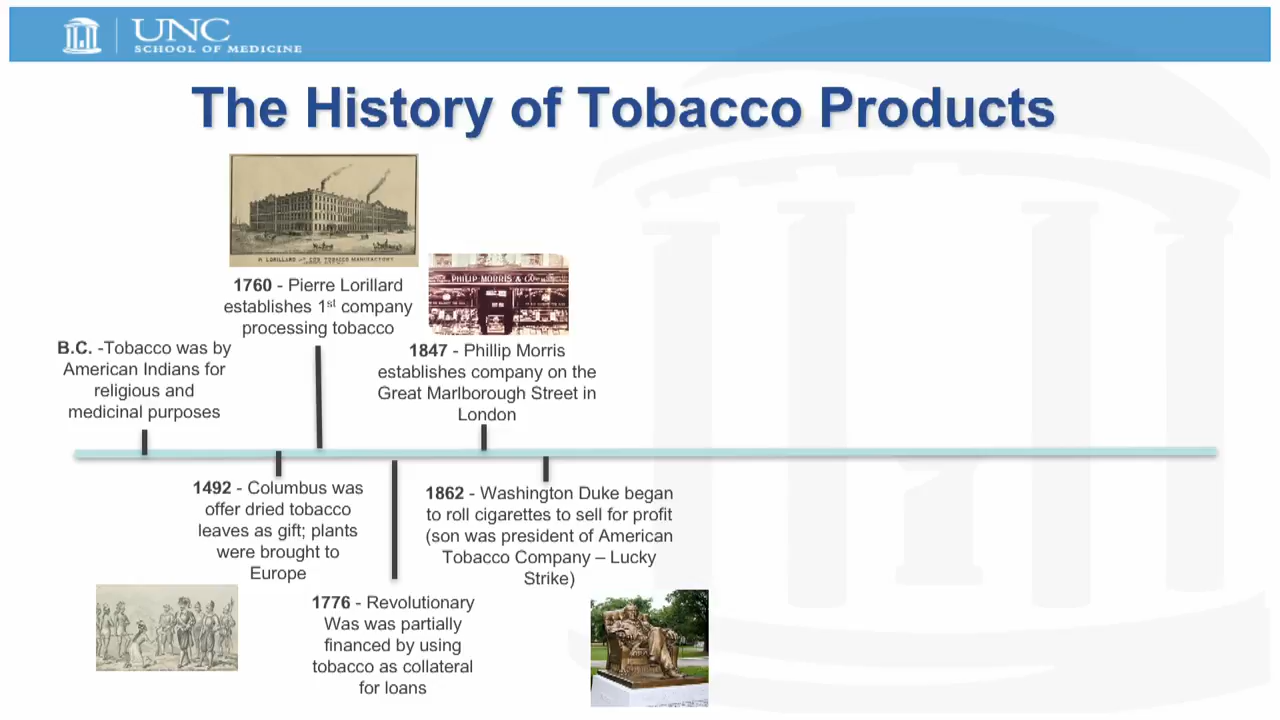 UNC
SCHOOL OF MEDICINE
The History of Tobacco Products
P. LORILLARD
TOBACCO MANUFACTORY
1760 - Pierre Lorillard
establishes 1st company
processing tobacco
PHILIP MORRIS & CO
B.C. -Tobacco was by
American Indians for
religious and
medicinal purposes
1847 - Phillip Morris
establishes company on the
Great Marlborough Street in
London
1492 - Columbus was
offer dried tobacco
leaves as gift; plants
were brought to
Europe
1862 - Washington Duke began
to roll cigarettes to sell for profit
(son was president of American
Tobacco Company – Lucky
Strike)
1776 - Revolutionary
Was was partially
financed by using
tobacco as collateral
for loans